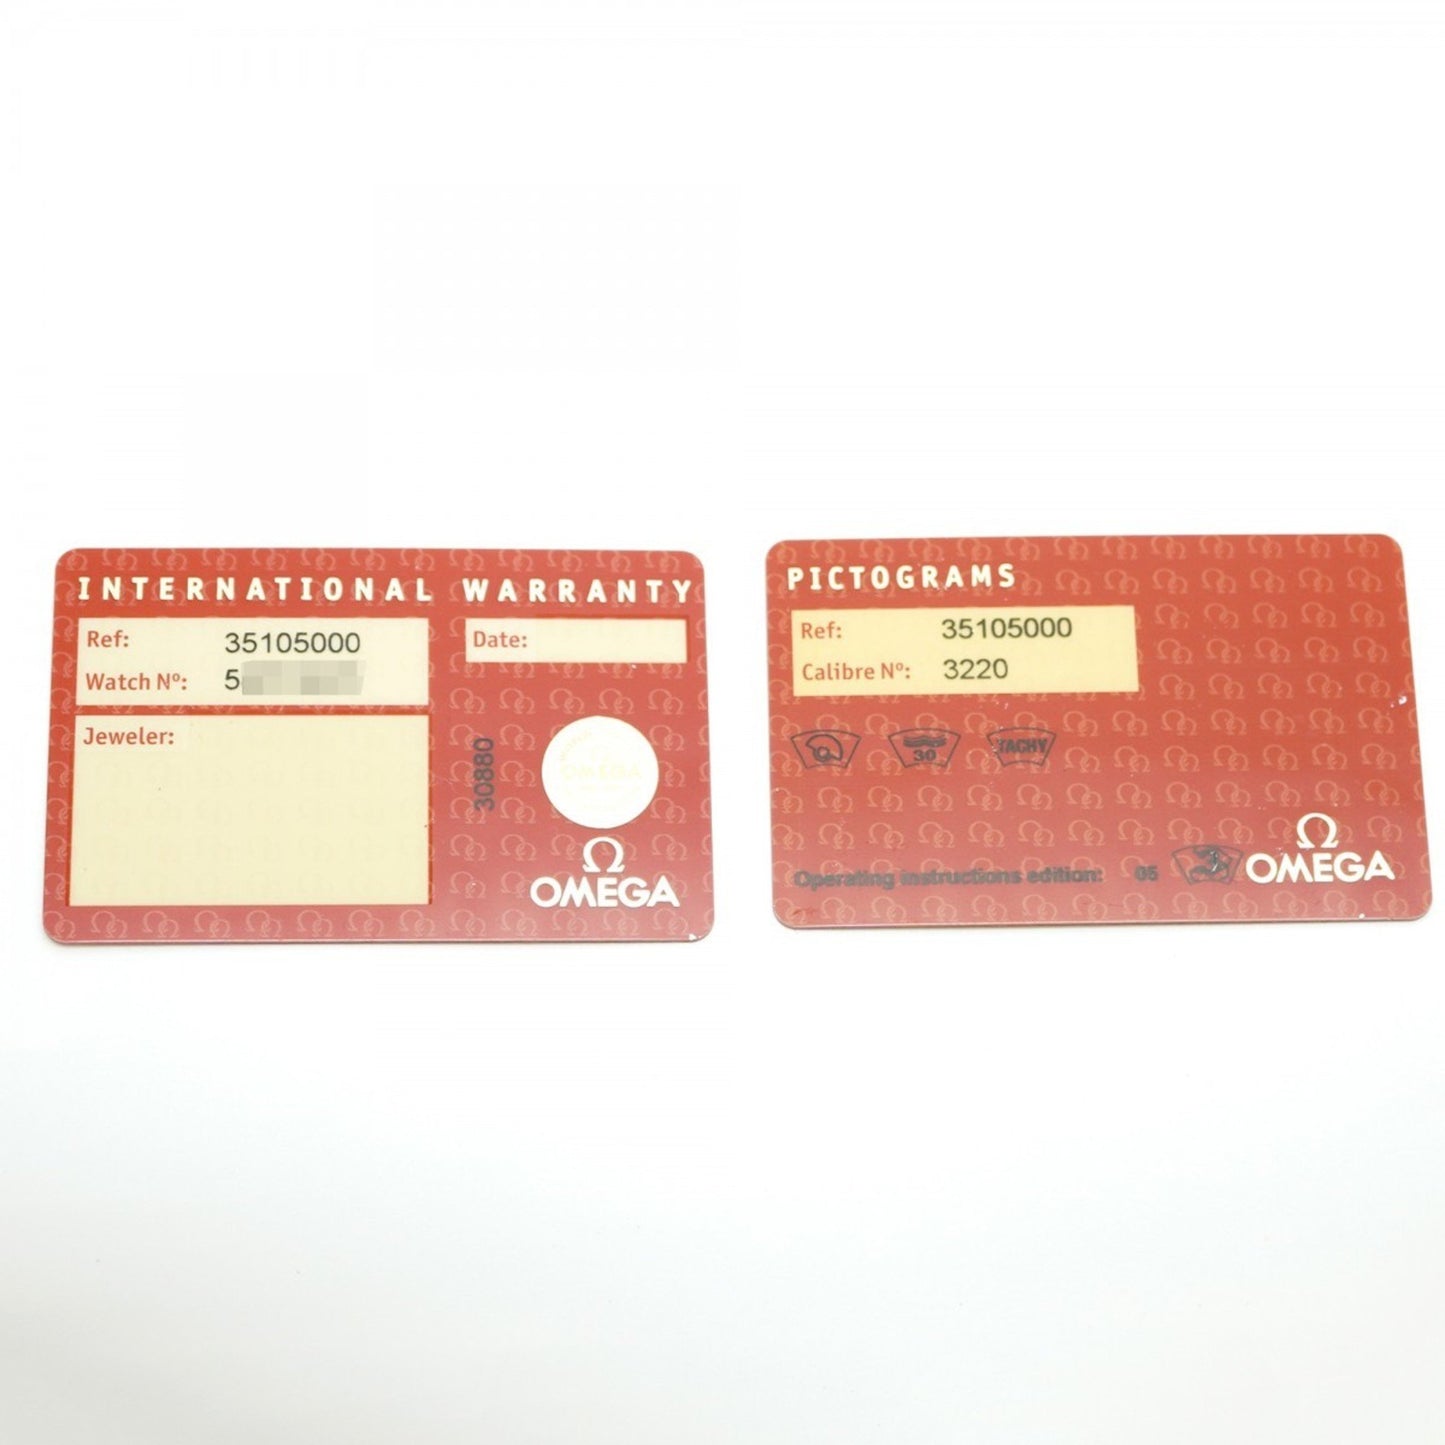 INTERNATIONAL WARRANTY
Ref: 35105000
Watch Nº: 5
Date:
Jeweler:
30880
OMEGA
OMEGA
PICTOGRAMS
Ref: 35105000
Calibre Nº: 3220
30
TACHY
Operating instructions edition: 05
OMEGA